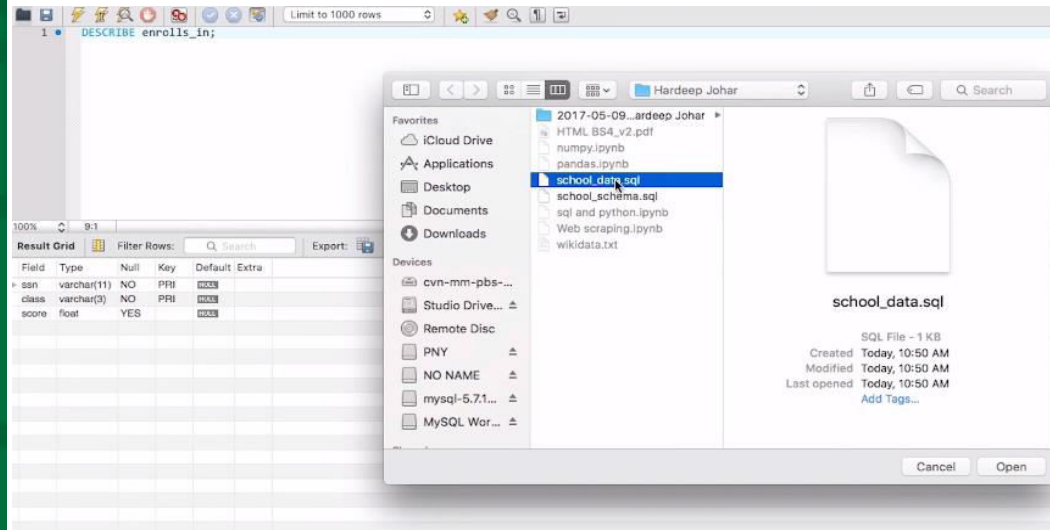 Limit to 1000 rows
1 DESCRIBE enrolls_in;
100% 9:1
Result Grid Filter Rows: Search Export:
Field Type Null Key Default Extra
ssn varchar(11) NO PRI NULL
class varchar(3) NO PRI NULL
score float YES NULL
Hardeep Johar Search
Favorites
iCloud Drive
Applications
Desktop
Documents
Downloads
Devices
cvn-mm-pbs-...
Studio Drive...
Remote Disc
PNY
NO NAME
mysql-5.7.1...
MySQL Wor...
2017-05-09...ardeep Johar
HTML BS4_v2.pdf
numpy.ipynb
pandas.ipynb
school_data.sql
school_schema.sql
sql and python.ipynb
Web scraping.ipynb
wikidata.txt
school_data.sql
SQL File - 1 KB
Created Today, 10:50 AM
Modified Today, 10:50 AM
Last opened Today, 10:50 AM
Add Tags...
Cancel Open